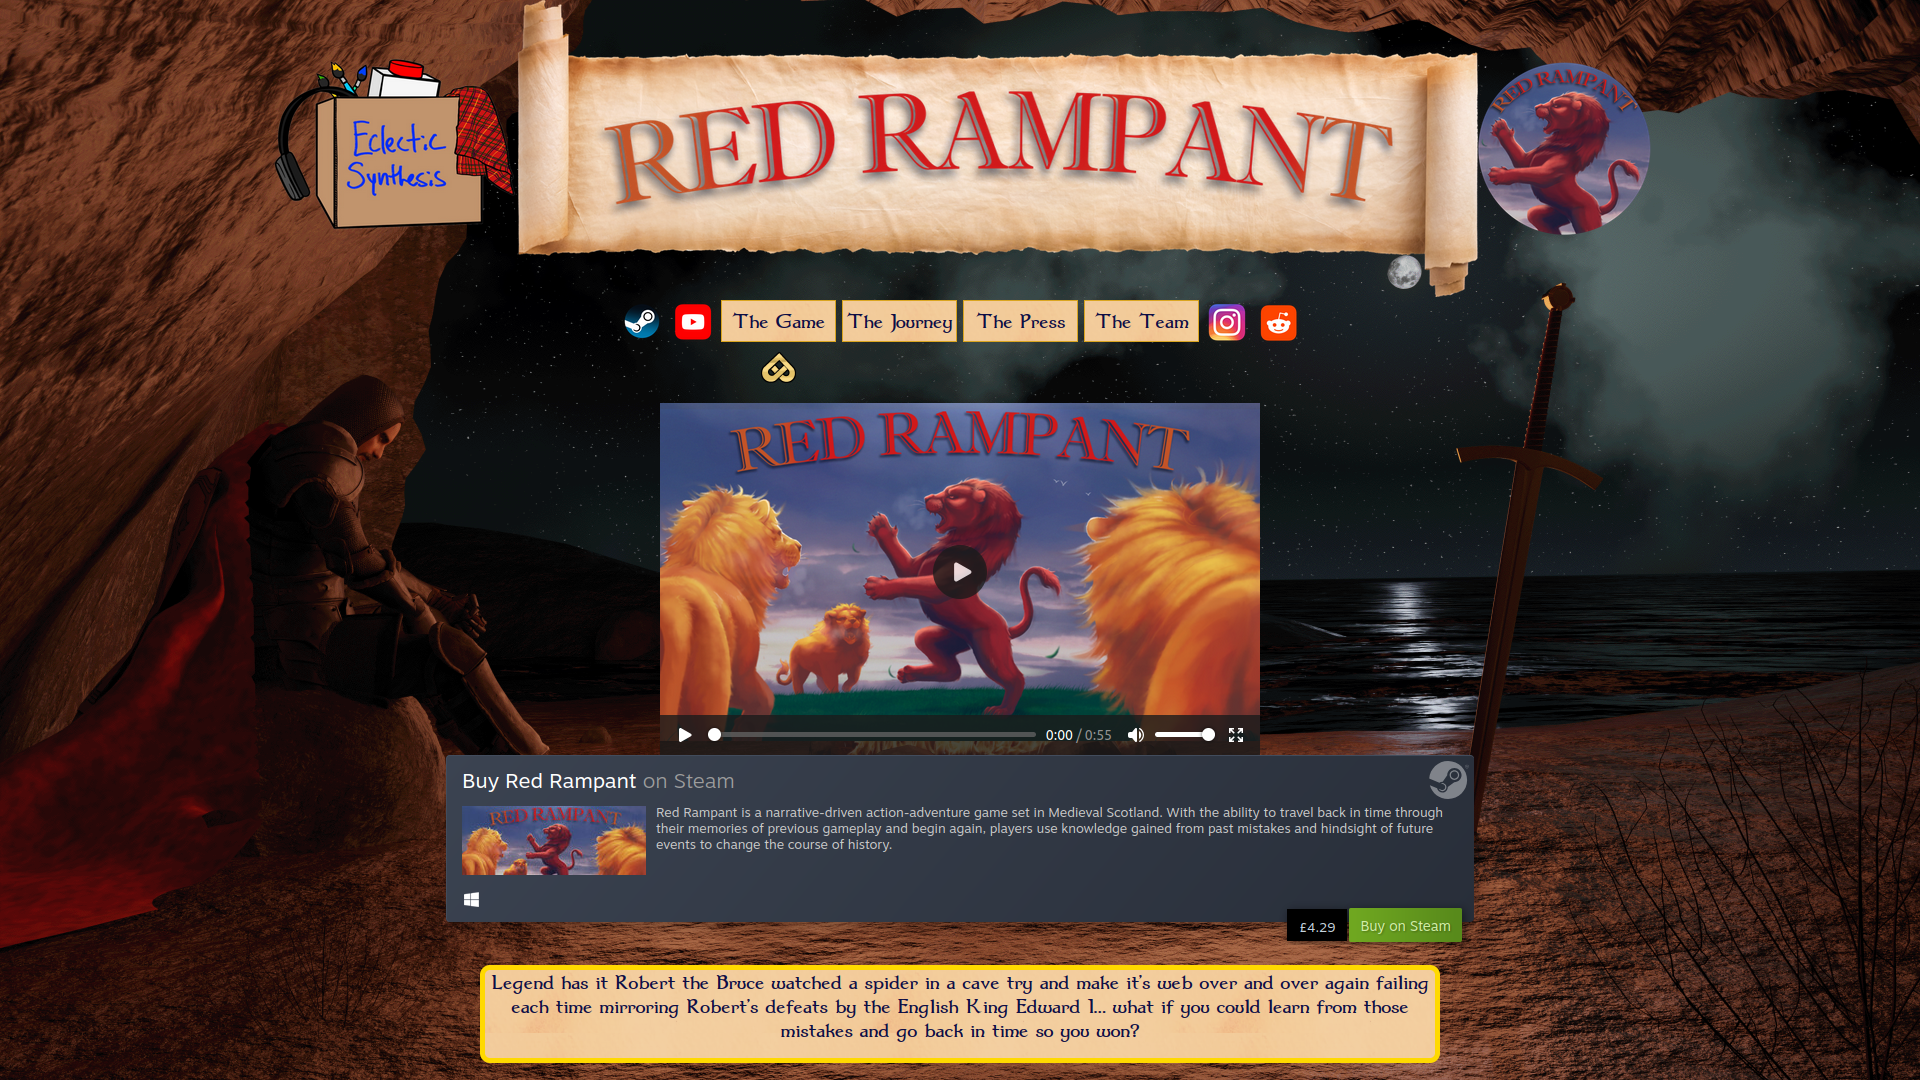 Eclectic
Synthesis
RED RAMPANT
RED RAMPANT
The Game
The Journey
The Press
The Team
RED RAMPANT
0:00 / 0:55
Buy Red Rampant on Steam
RED RAMPANT
Red Rampant is a narrative-driven action-adventure game set in Medieval Scotland. With the ability to travel back in time through
their memories of previous gameplay and begin again, players use knowledge gained from past mistakes and hindsight of future
events to change the course of history.
£4.29
Buy on Steam
Legend has it Robert the Bruce watched a spider in a cave try and make it's web over and over again failing
each time mirroring Robert's defeats by the English King Edward I... what if you could learn from those
mistakes and go back in time so you won?